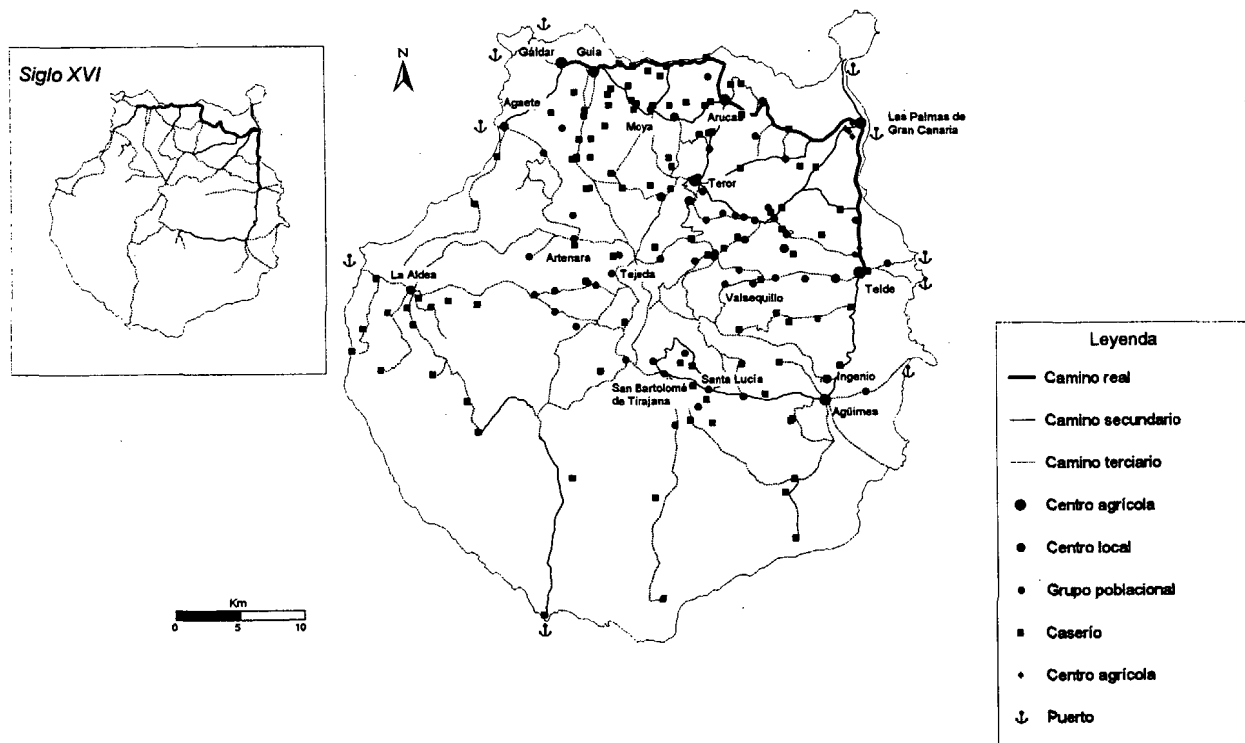 Siglo XVI
N
Gáldar
Guía
Agaete
Moya
Arucas
Las Palmas de
Gran Canaria
Teror
Artenara
Tejeda
La Aldea
Valsequillo
Telde
San Bartolomé
de Tirajana
Santa Lucía
Ingenio
Agüimes
Km
0 5 10
Leyenda
Camino real
Camino secundario
Camino terciario
Centro agrícola
Centro local
Grupo poblacional
Caserío
Centro agrícola
Puerto